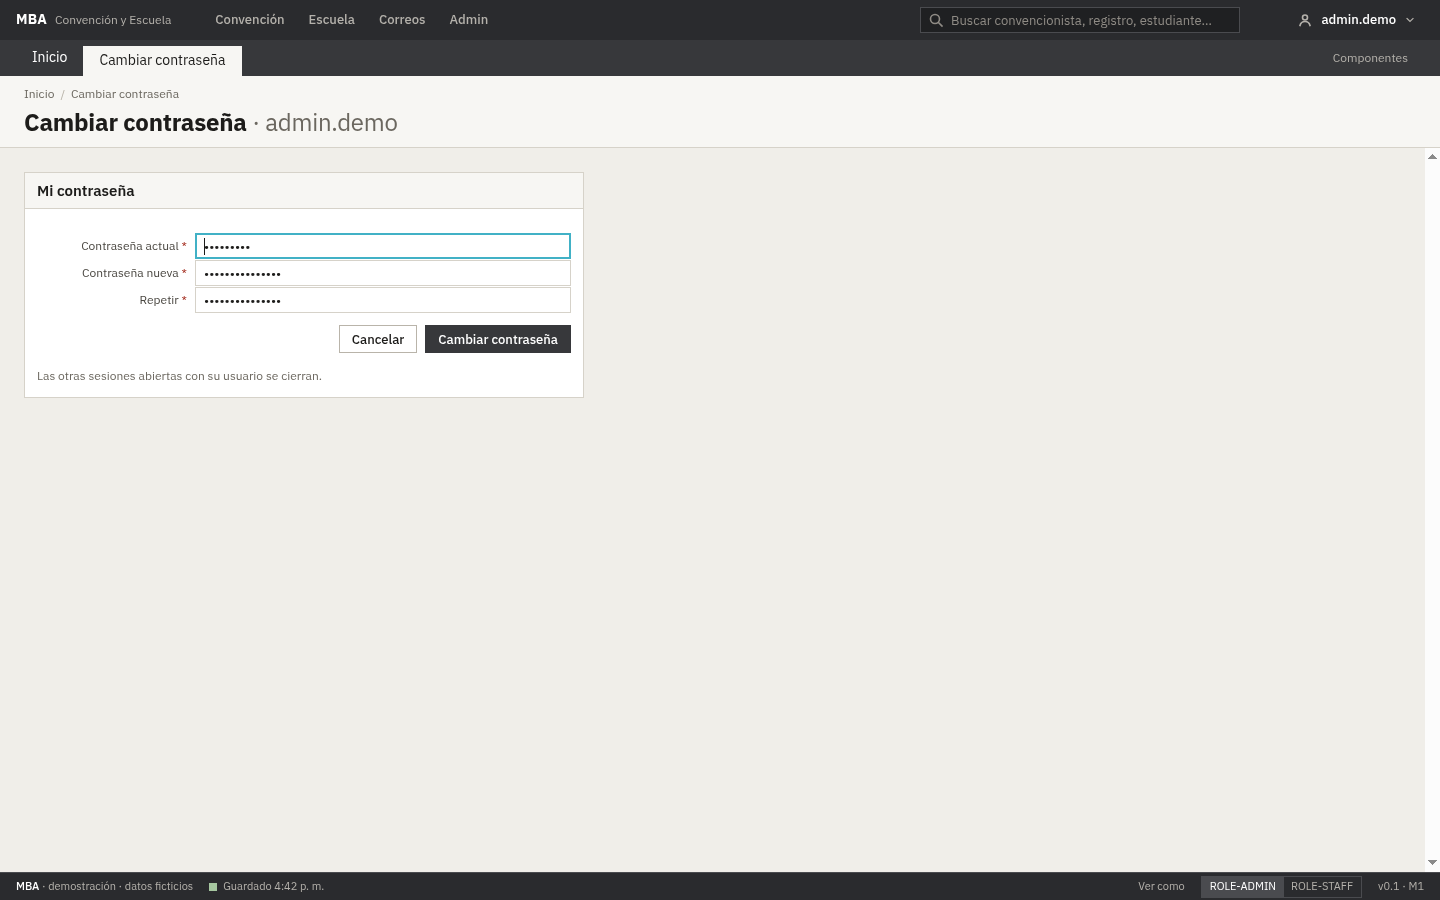 MBA Convención y Escuela Convención Escuela Correos Admin Buscar convencionista, registro, estudiante... admin.demo
Inicio Cambiar contraseña Componentes
Inicio / Cambiar contraseña
Cambiar contraseña · admin.demo
Mi contraseña
Contraseña actual * •••••••••
Contraseña nueva * •••••••••••••••
Repetir * •••••••••••••••
Cancelar Cambiar contraseña
Las otras sesiones abiertas con su usuario se cierran.
MBA · demostración · datos ficticios Guardado 4:42 p. m. Ver como ROLE-ADMIN ROLE-STAFF v0.1 · M1